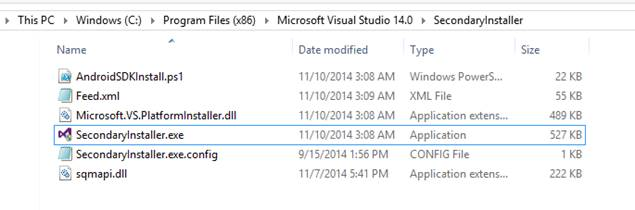 This PC ▸ Windows (C:) ▸ Program Files (x86) ▸ Microsoft Visual Studio 14.0 ▸ SecondaryInstaller
Name Date modified Type Size
AndroidSDKInstall.ps1 11/10/2014 3:08 AM Windows PowerS... 22 KB
Feed.xml 11/10/2014 3:09 AM XML File 55 KB
Microsoft.VS.PlatformInstaller.dll 11/10/2014 3:08 AM Application extens... 489 KB
SecondaryInstaller.exe 11/10/2014 3:08 AM Application 527 KB
SecondaryInstaller.exe.config 9/15/2014 1:56 PM CONFIG File 1 KB
sqmapi.dll 11/7/2014 5:41 PM Application extens... 222 KB